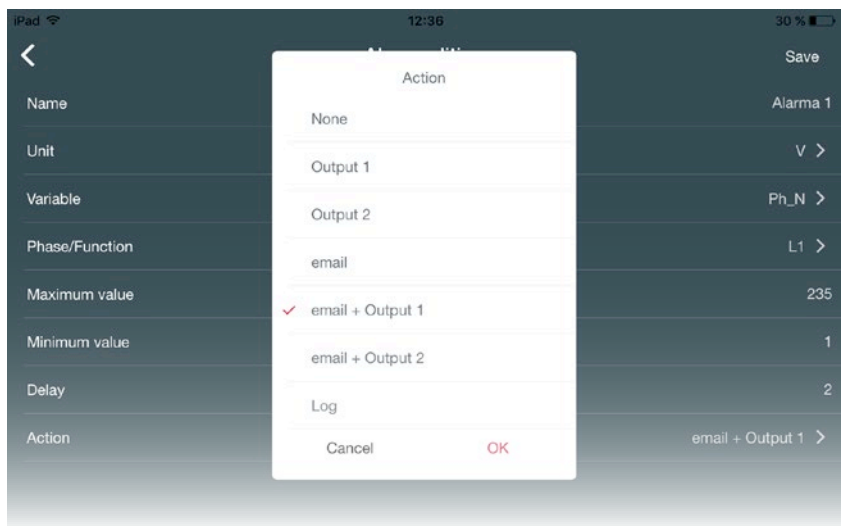 iPad 12:36 30 %
Save
Action
Name Alarma 1
None
Unit V
Output 1
Variable Ph_N
Output 2
Phase/Function L1
email
Maximum value 235
email + Output 1
Minimum value 1
email + Output 2
Delay 2
Log
Action email + Output 1
Cancel OK